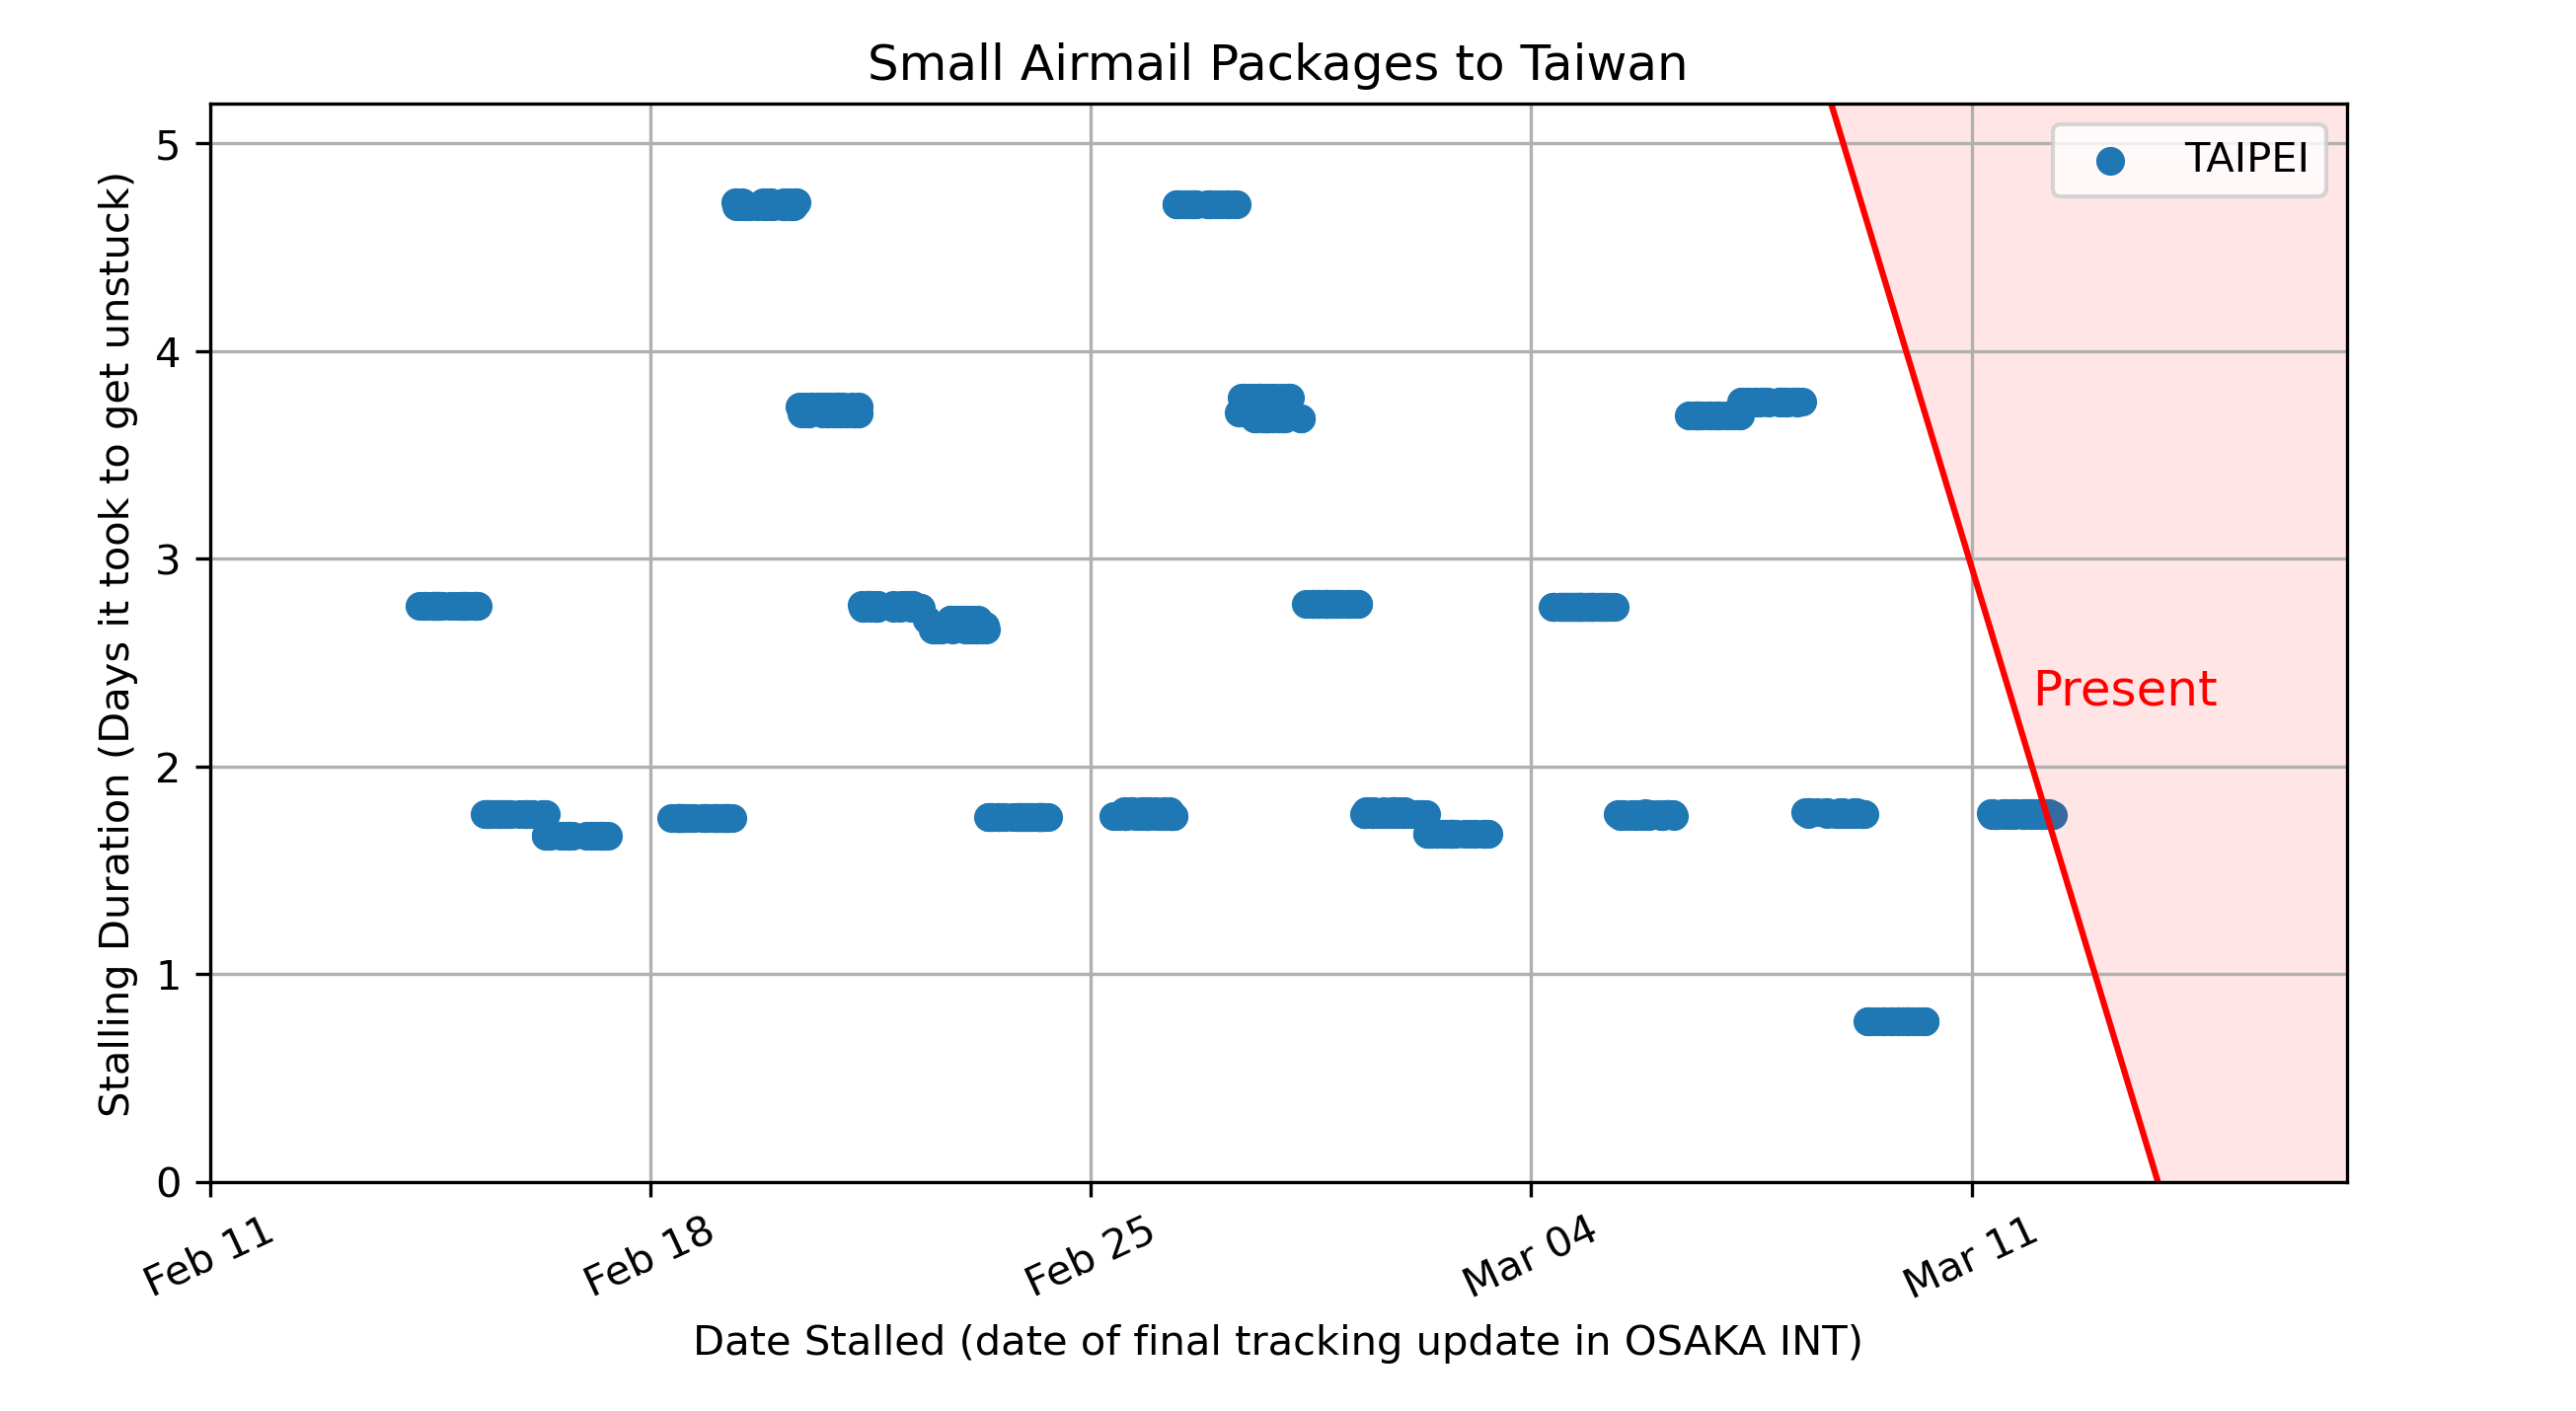 Small Airmail Packages to Taiwan
TAIPEI
Present
Stalling Duration (Days it took to get unstuck)
5
4
3
2
1
0
Feb 11
Feb 18
Feb 25
Mar 04
Mar 11
Date Stalled (date of final tracking update in OSAKA INT)